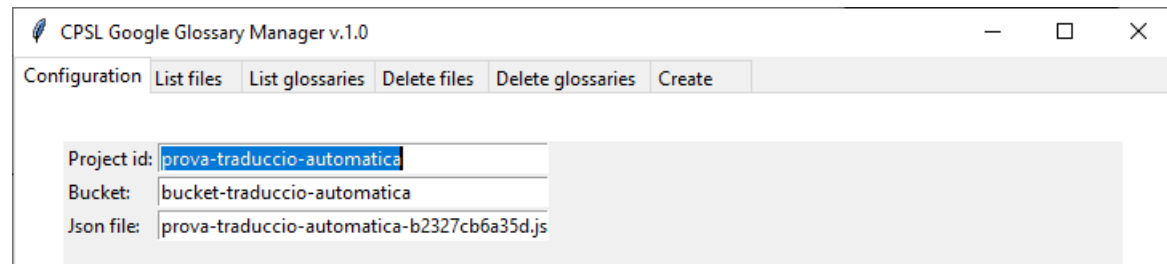 CPSL Google Glossary Manager v.1.0
Configuration List files List glossaries Delete files Delete glossaries Create
Project id: prova-traduccio-automatica
Bucket: bucket-traduccio-automatica
Json file: prova-traduccio-automatica-b2327cb6a35d.js